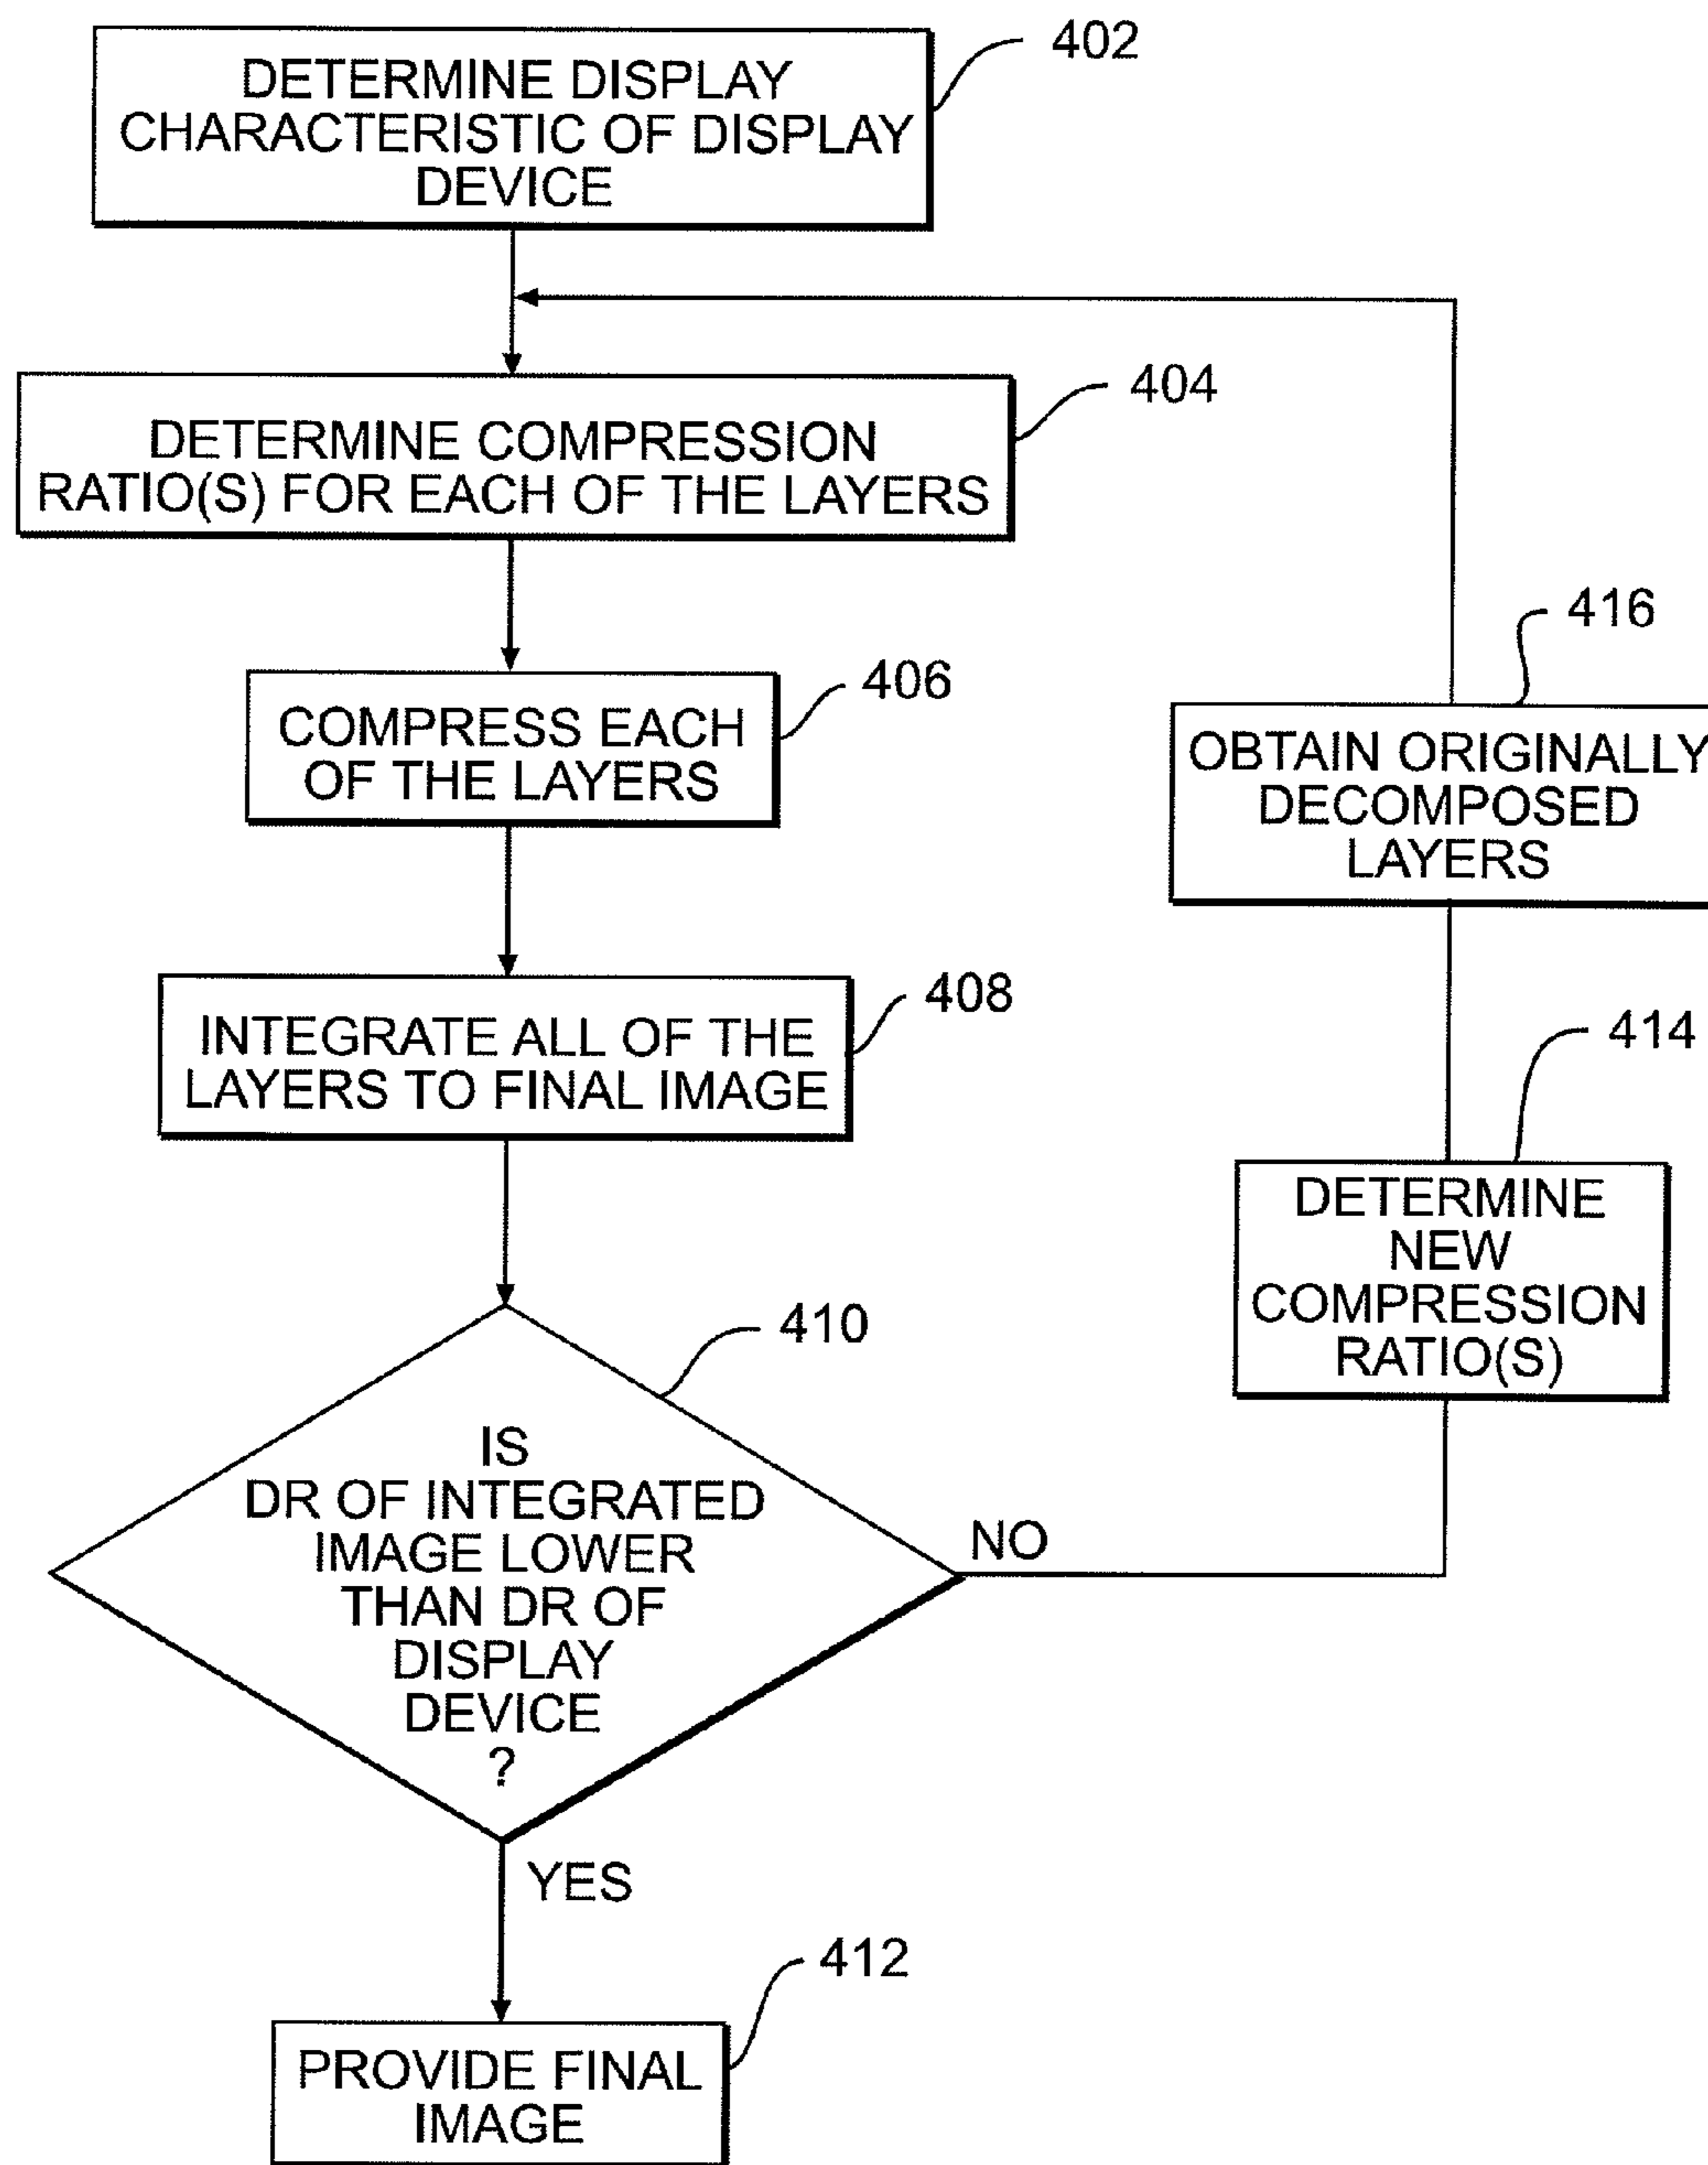 402
DETERMINE DISPLAY
CHARACTERISTIC OF DISPLAY
DEVICE
404
DETERMINE COMPRESSION
RATIO(S) FOR EACH OF THE LAYERS
406
COMPRESS EACH
OF THE LAYERS
408
INTEGRATE ALL OF THE
LAYERS TO FINAL IMAGE
410
IS
DR OF INTEGRATED
IMAGE LOWER
THAN DR OF
DISPLAY
DEVICE
?
NO
YES
412
PROVIDE FINAL
IMAGE
414
DETERMINE
NEW
COMPRESSION
RATIO(S)
416
OBTAIN ORIGINALLY
DECOMPOSED
LAYERS